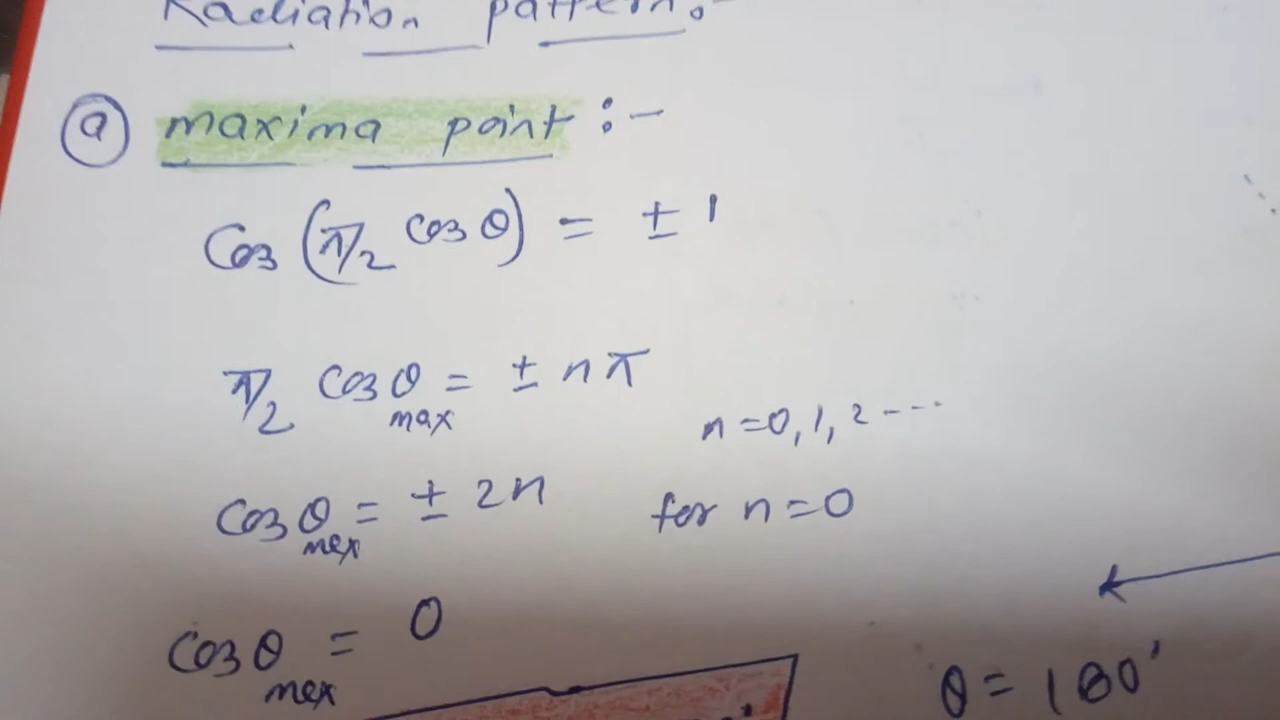 Radiation pattern:-
(a) maxima point :-
Cos (π/2 cos θ) = ± 1
π/2 cos θmax = ± nπ
n = 0, 1, 2 ----
cos θmax = ± 2n for n = 0
cos θmax = 0
θ = 180°